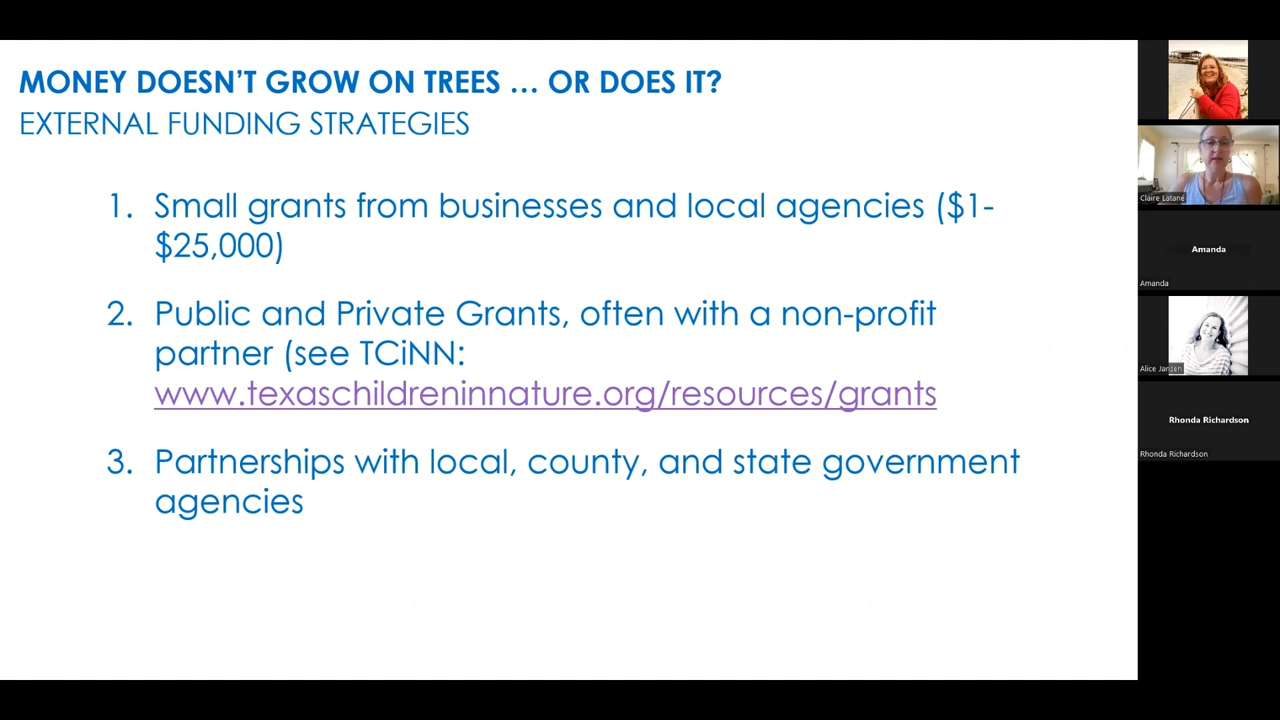 MONEY DOESN'T GROW ON TREES … OR DOES IT?
EXTERNAL FUNDING STRATEGIES
1. Small grants from businesses and local agencies ($1-
$25,000)
2. Public and Private Grants, often with a non-profit
partner (see TCiNN:
www.texaschildreninnature.org/resources/grants
3. Partnerships with local, county, and state government
agencies
Claire Latané
Amanda
Amanda
Alice Jansen
Rhonda Richardson
Rhonda Richardson